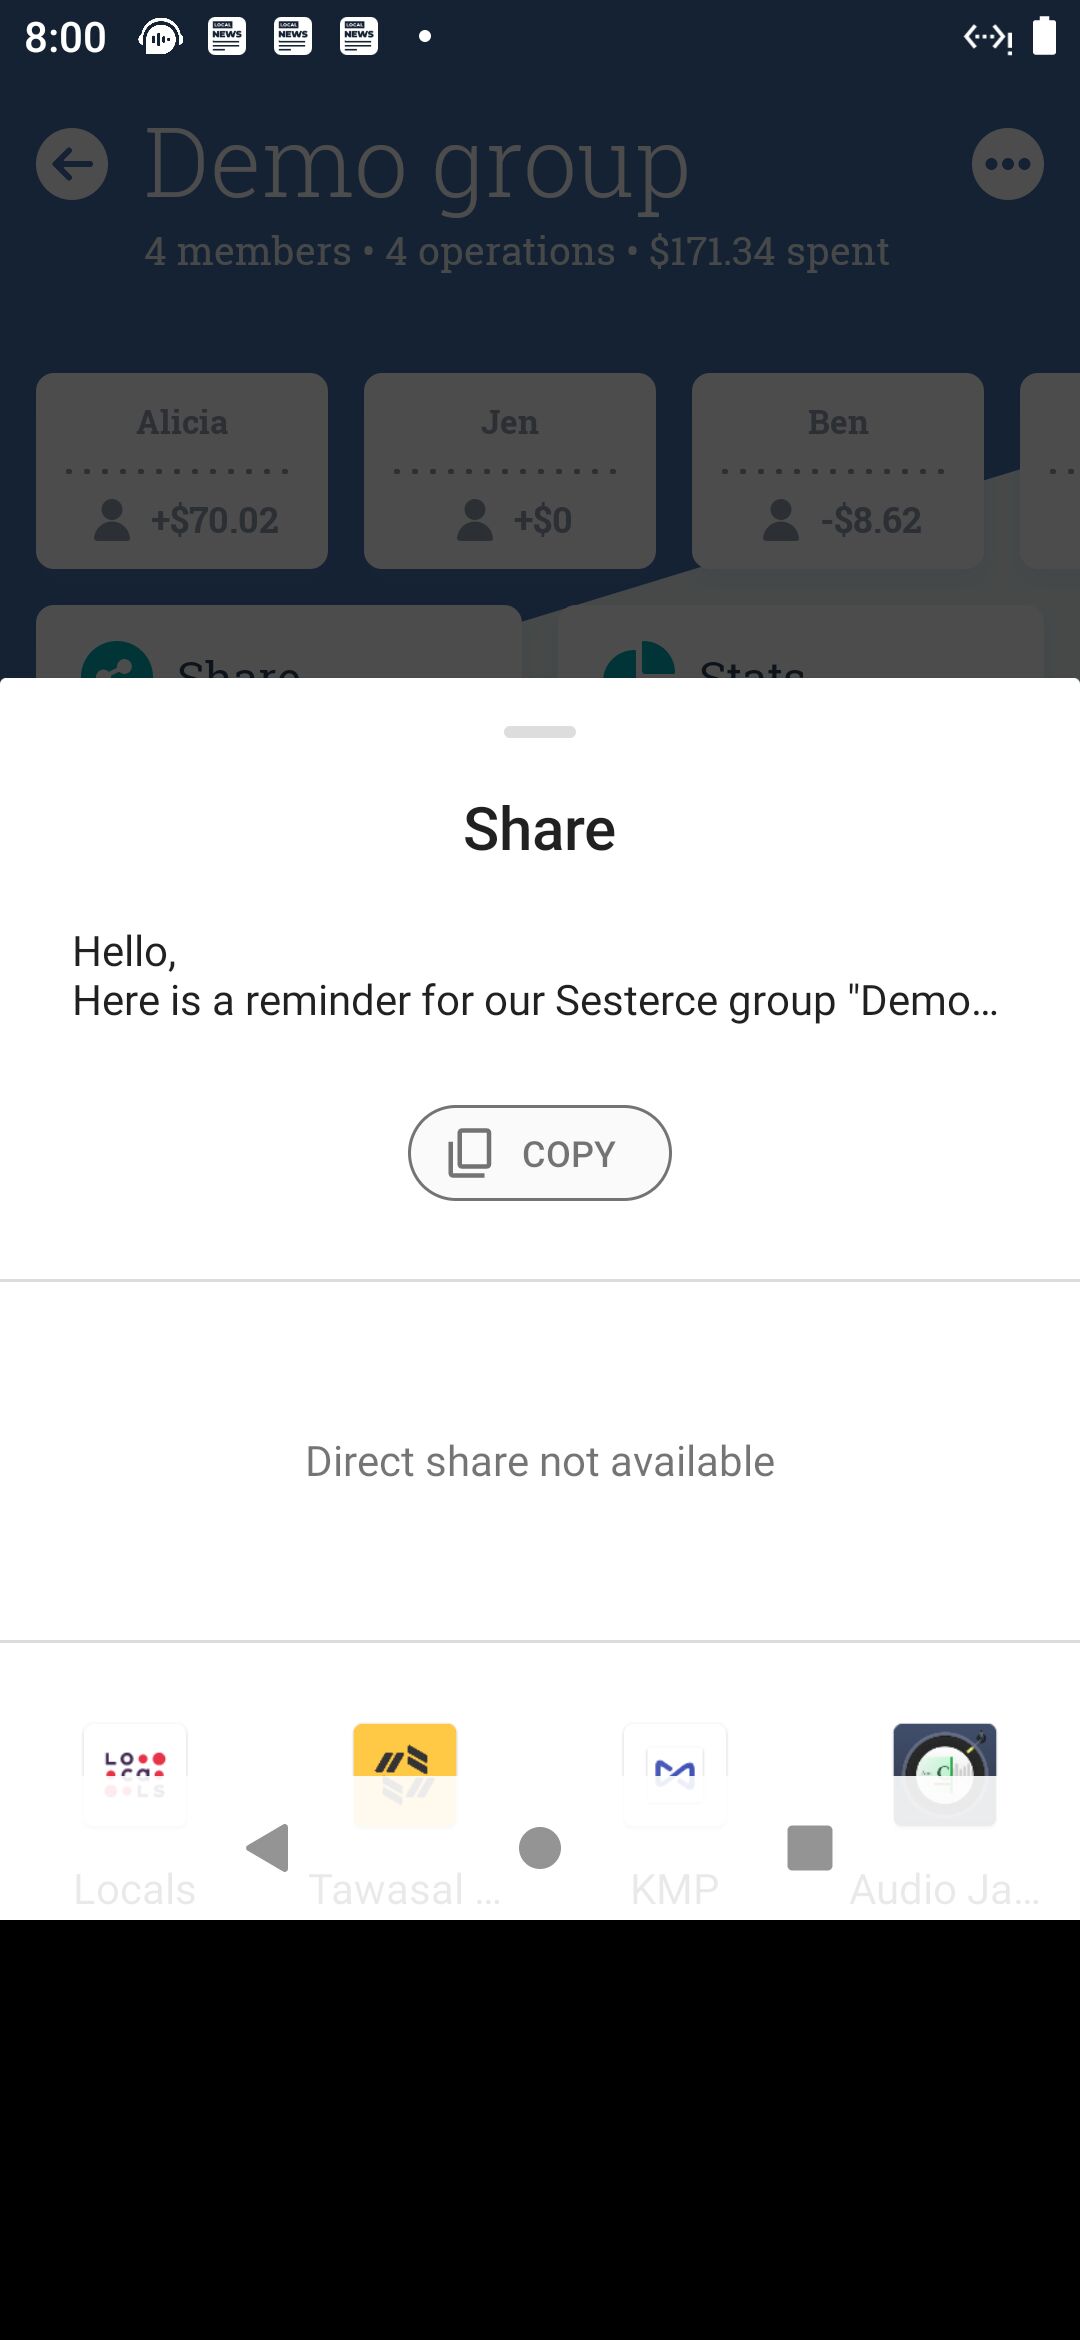 8:00
Demo group
4 members • 4 operations • $171.34 spent
Alicia
+$70.02
Jen
+$0
Ben
-$8.62
Share
Stats
Share
Hello,
Here is a reminder for our Sesterce group "Demo…
COPY
Direct share not available
Locals
Tawasal …
KMP
Audio Ja…